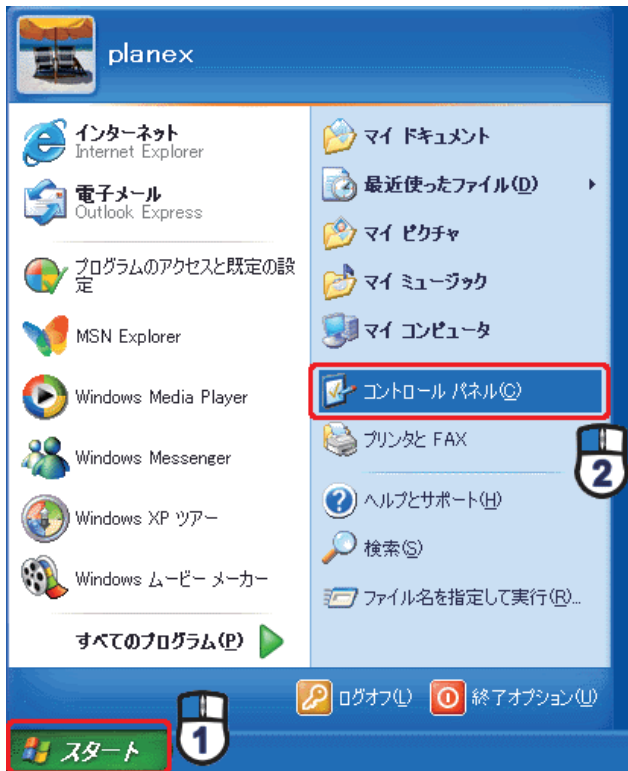 planex
インターネット
Internet Explorer
電子メール
Outlook Express
プログラムのアクセスと既定の設
定
MSN Explorer
Windows Media Player
Windows Messenger
Windows XP ツアー
Windows ムービー メーカー
すべてのプログラム(P)
マイ ドキュメント
最近使ったファイル(D)
マイ ピクチャ
マイ ミュージック
マイ コンピュータ
コントロール パネル(C)
プリンタと FAX
2
ヘルプとサポート(H)
検索(S)
ファイル名を指定して実行(R)...
ログオフ(L)
終了オプション(U)
スタート
1